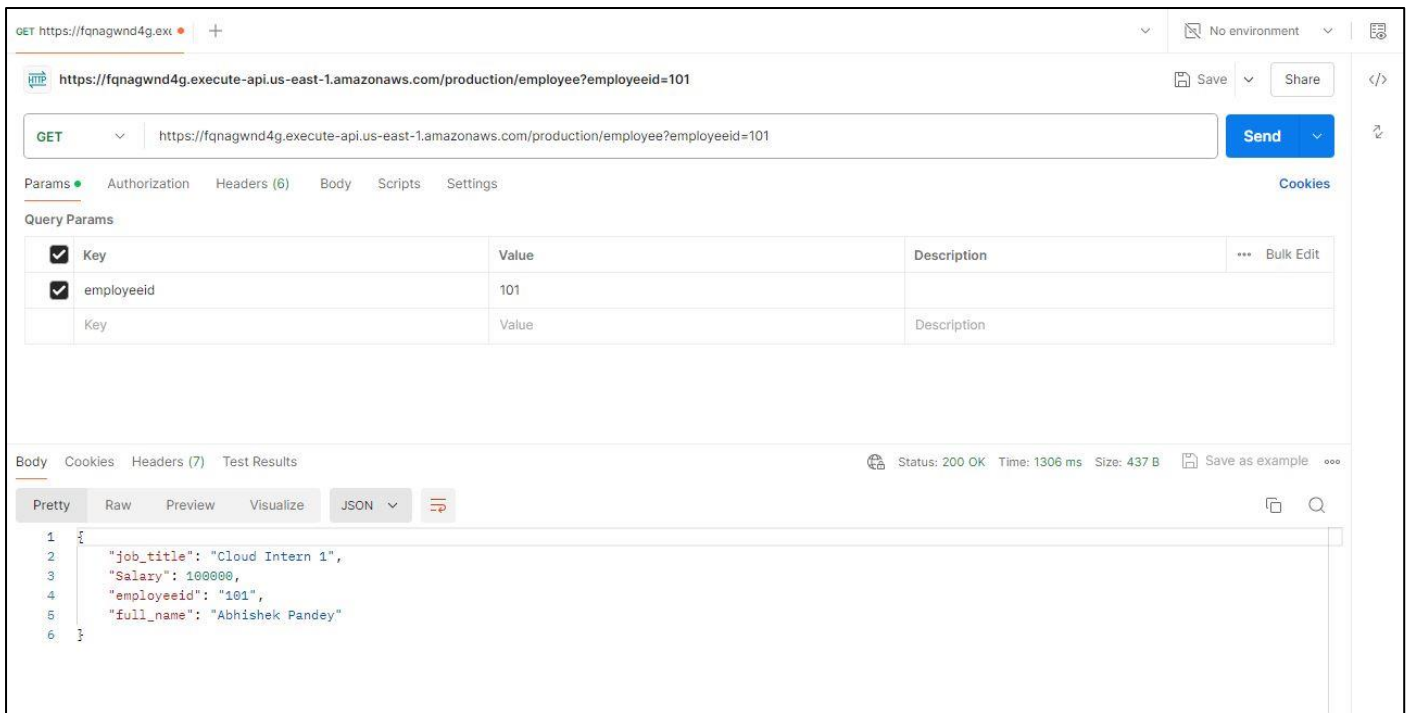 GET https://fqnagwnd4g.exe
No environment
HTTP https://fqnagwnd4g.execute-api.us-east-1.amazonaws.com/production/employee?employeeid=101
Save Share
GET https://fqnagwnd4g.execute-api.us-east-1.amazonaws.com/production/employee?employeeid=101 Send
Params Authorization Headers (6) Body Scripts Settings Cookies
Query Params
Key Value Description Bulk Edit
employeeid 101
Key Value Description
Body Cookies Headers (7) Test Results Status: 200 OK Time: 1306 ms Size: 437 B Save as example
Pretty Raw Preview Visualize JSON
1 {
2 "job_title": "Cloud Intern 1",
3 "Salary": 100000,
4 "employeeid": "101",
5 "full_name": "Abhishek Pandey"
6 }